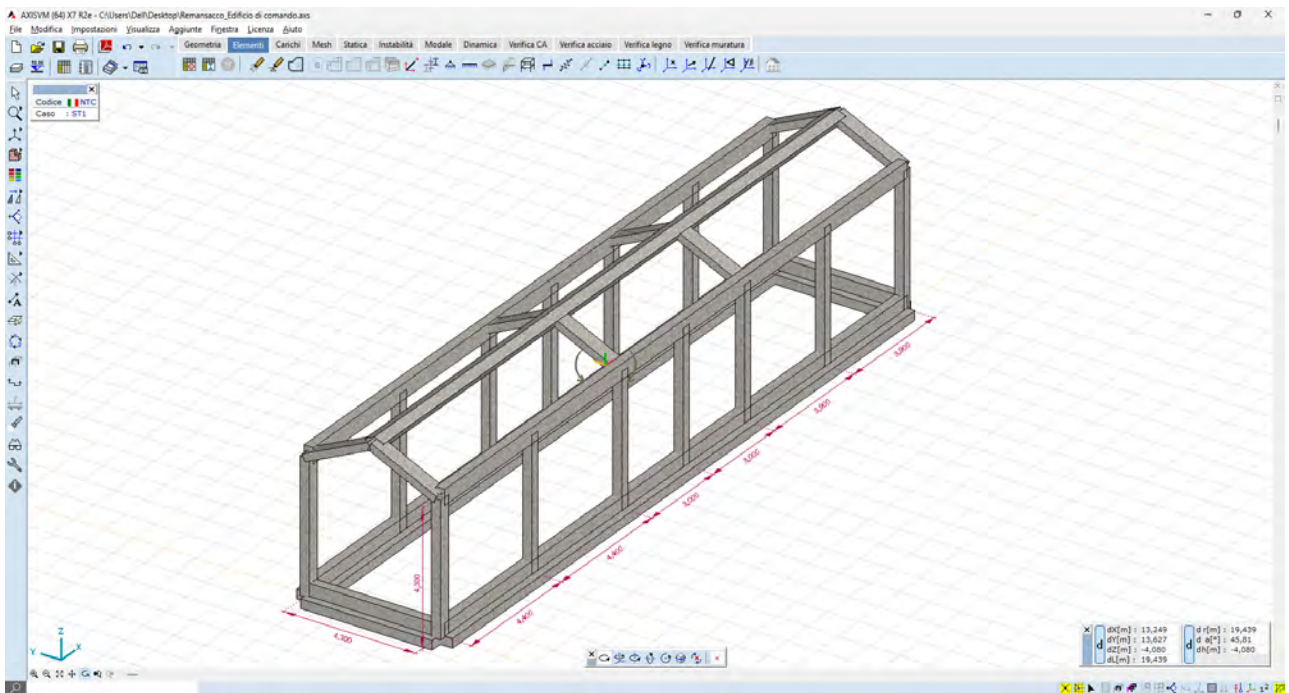 AXISVM (64) X7 R2e - C:\Users\Dell\Desktop\Remansacco_Edificio di comando.axs
File Modifica Impostazioni Visualizza Aggiunte Finestra Licenza Aiuto
Geometria Elementi Carichi Mesh Statica Instabilità Modale Dinamica Verifica CA Verifica acciaio Verifica legno Verifica muratura
Codice NTC
Caso : ST1
3,900
3,900
3,000
3,000
4,400
4,300
4,400
4,300
Z
Y X
dX[m] : 13,249
dY[m] : 13,627
dZ[m] : -4,080
dL[m] : 19,439
d
d r[m] : 19,439
d a[°] : 45,81
dh[m] : -4,080
d